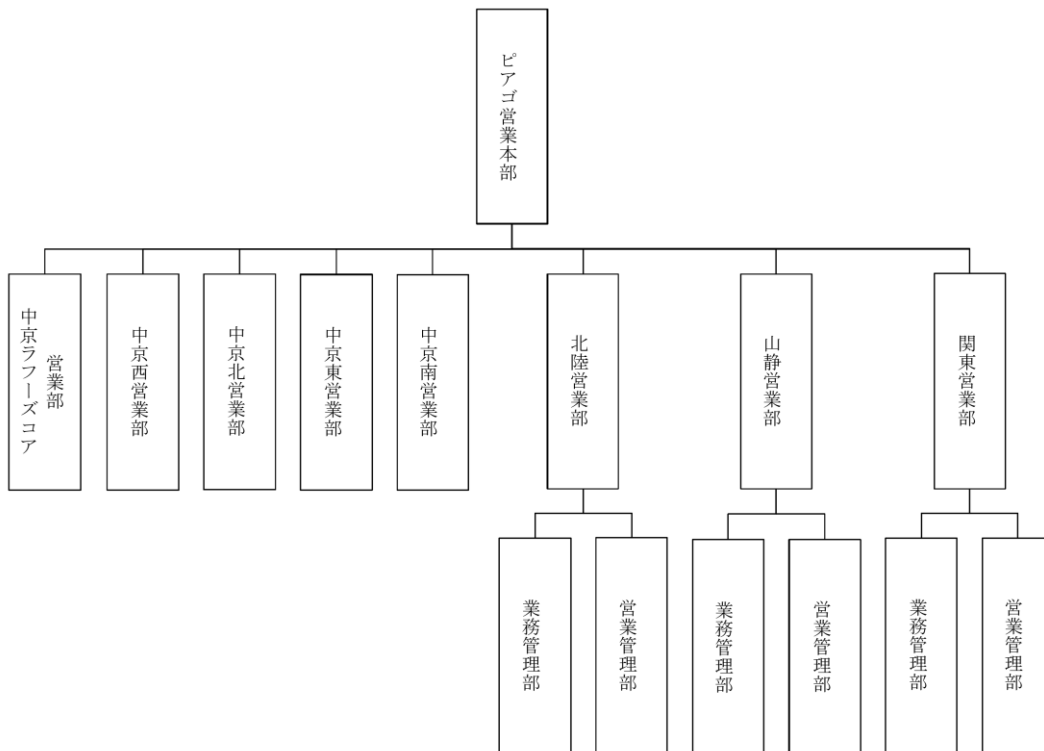 ピアゴ営業本部
関東営業部
山静営業部
北陸営業部
中京南営業部
中京東営業部
中京北営業部
中京西営業部
営業部
中京ラフーズコア
営業管理部
業務管理部
営業管理部
業務管理部
営業管理部
業務管理部